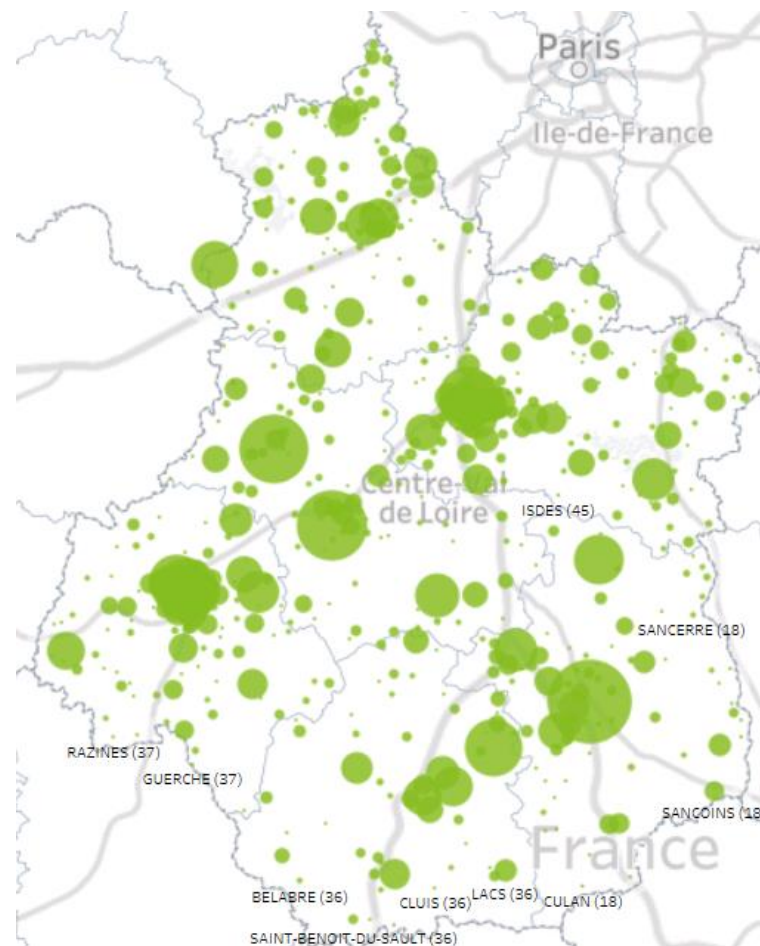 Paris
Ile-de-France
Centre-Val
de Loire
ISDES (45)
SANCERRE (18)
RAZINES (37)
GUERCHE (37)
SANCOINS (18
France
BELABRE (36)
CLUIS (36)
LACS (36)
CULAN (18)
SAINT-BENOIT-DU-SAULT (36)